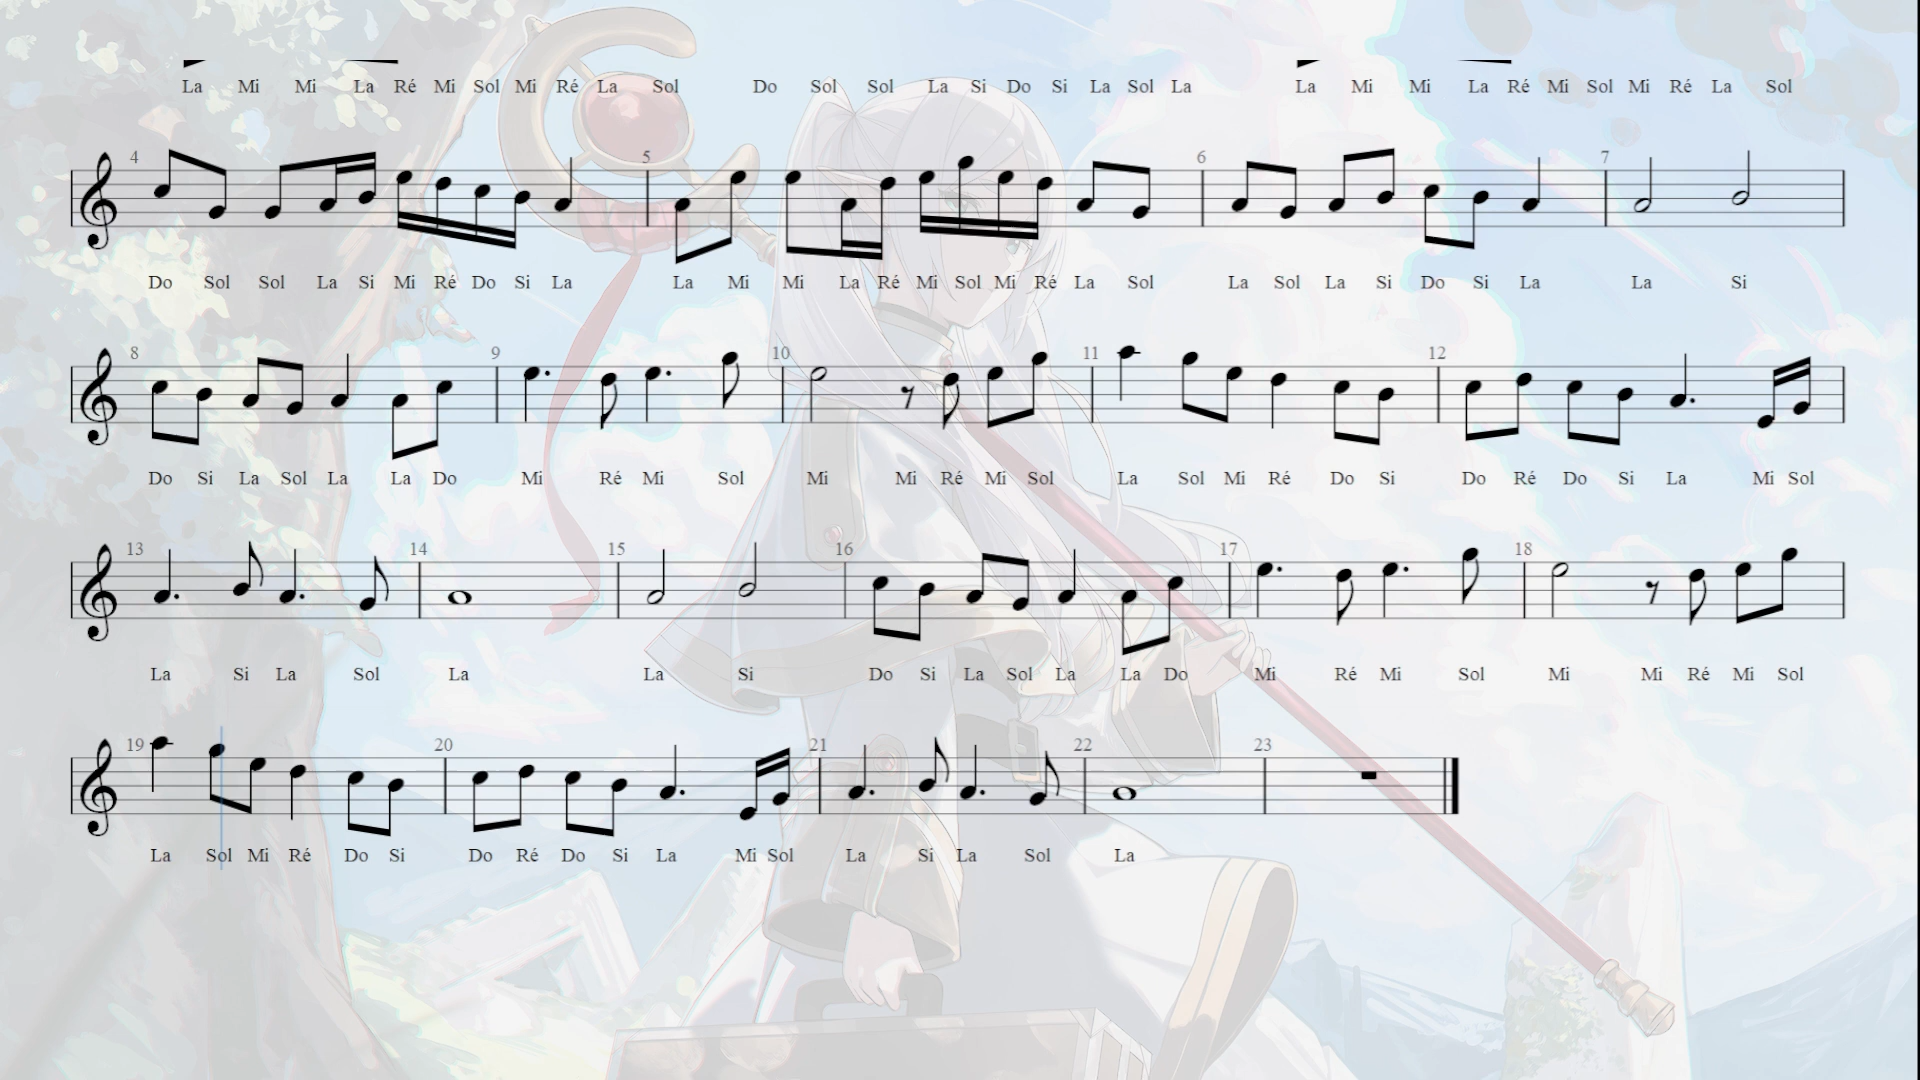 La Mi Mi La Ré Mi Sol Mi Ré La Sol Do Sol Sol La Si Do Si La Sol La La Mi Mi La Ré Mi Sol Mi Ré La Sol
4 5 6 7
Do Sol Sol La Si Mi Ré Do Si La La Mi Mi La Ré Mi Sol Mi Ré La Sol La Sol La Si Do Si La La Si
8 9 10 11 12
Do Si La Sol La La Do Mi Ré Mi Sol Mi Mi Ré Mi Sol La Sol Mi Ré Do Si Do Ré Do Si La Mi Sol
13 14 15 16 17 18
La Si La Sol La La Si Do Si La Sol La La Do Mi Ré Mi Sol Mi Mi Ré Mi Sol
19 20 21 22 23
La Sol Mi Ré Do Si Do Ré Do Si La Mi Sol La Si La Sol La